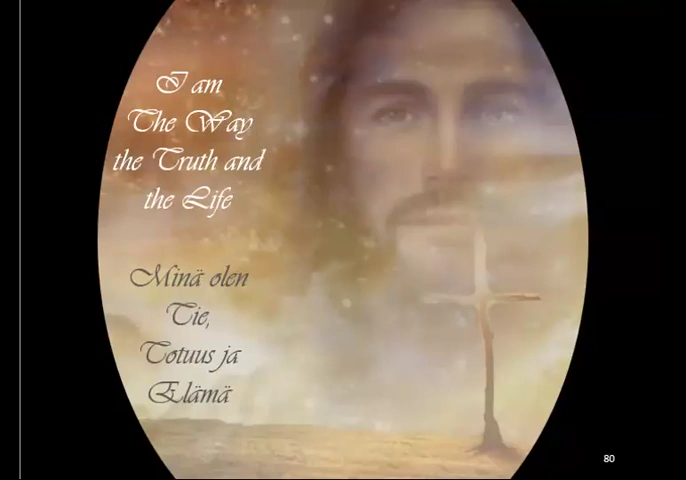 I am
The Way
the Truth and
the Life
Minä olen
Tie,
Totuus ja
Elämä
80